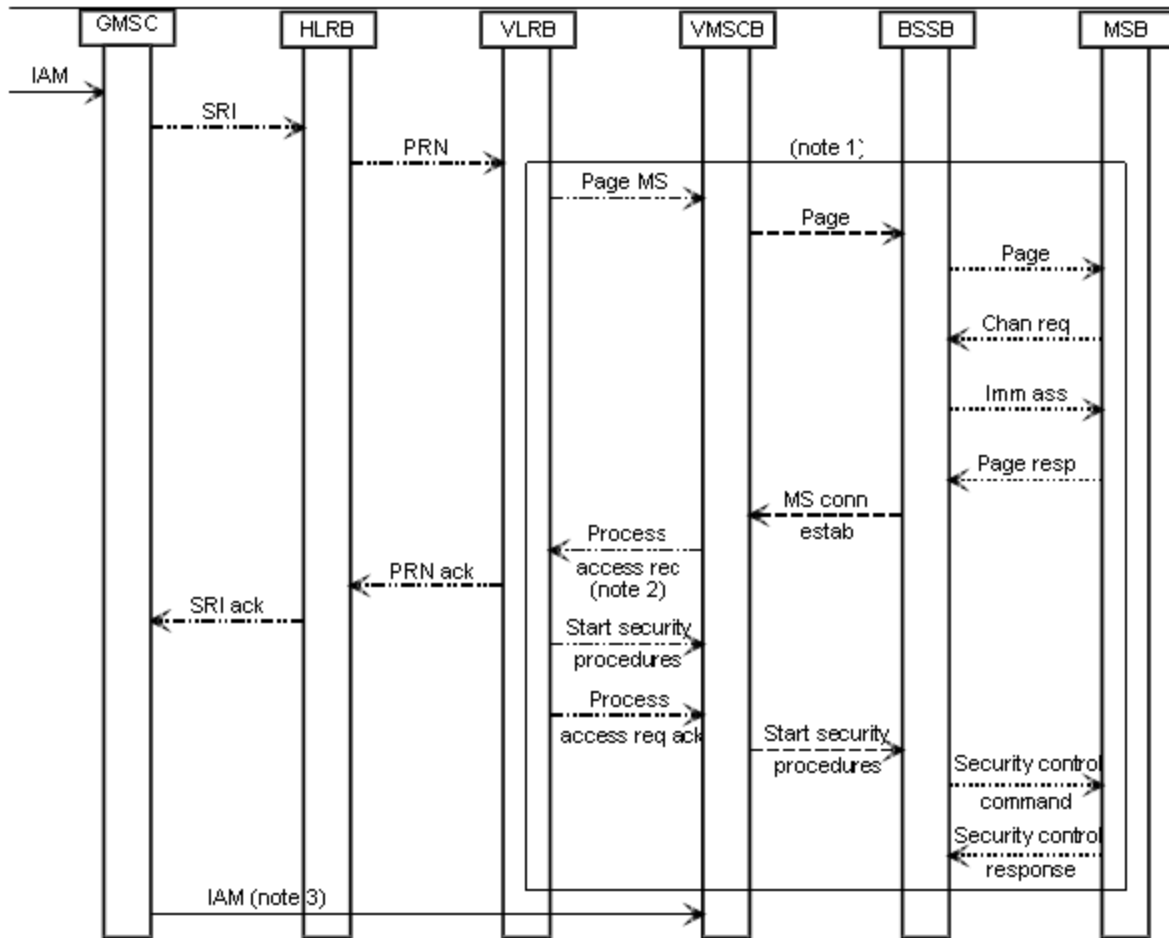 GMSC
HLRB
VLRB
VMSCB
BSSB
MSB
IAM
SRI
PRN
(note 1)
Page MS
Page
Page
Chan req
Imm ass
Page resp
MS conn
estab
Process
access rec
(note 2)
PRN ack
SRI ack
Start security
procedures
Process
access req ack
Start security
procedures
Security control
command
Security control
response
IAM (note 3)